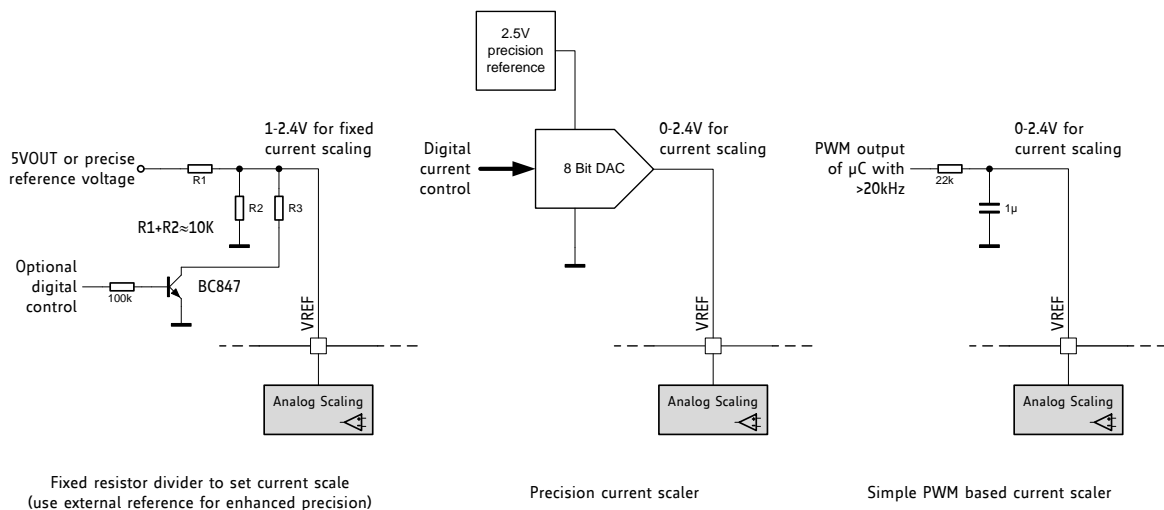 2.5V
precision
reference
1-2.4V for fixed
current scaling
5VOUT or precise
reference voltage
R1
R2
R3
R1+R2≈10K
Optional
digital
control
100k
BC847
VREF
Analog Scaling
Fixed resistor divider to set current scale
(use external reference for enhanced precision)
Digital
current
control
8 Bit DAC
0-2.4V for
current scaling
VREF
Analog Scaling
Precision current scaler
PWM output
of µC with
>20kHz
22k
1µ
0-2.4V for
current scaling
VREF
Analog Scaling
Simple PWM based current scaler